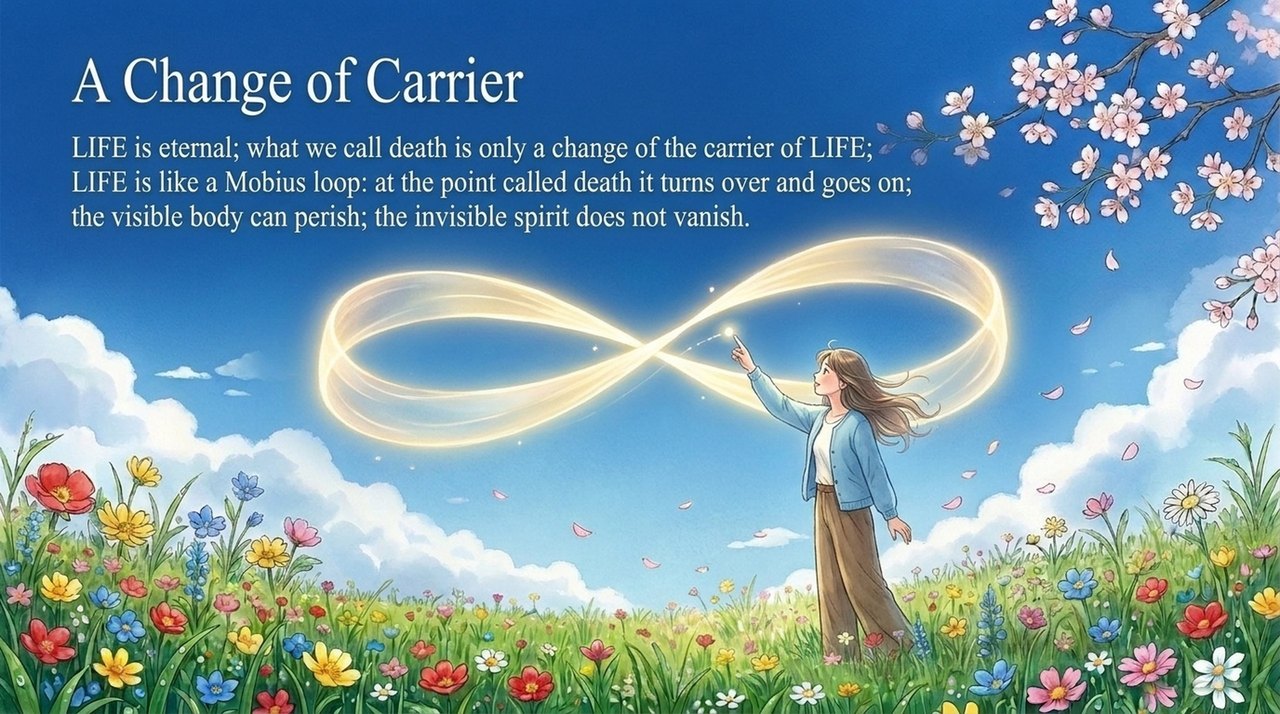 A Change of Carrier
LIFE is eternal; what we call death is only a change of the carrier of LIFE;
LIFE is like a Mobius loop: at the point called death it turns over and goes on;
the visible body can perish; the invisible spirit does not vanish.